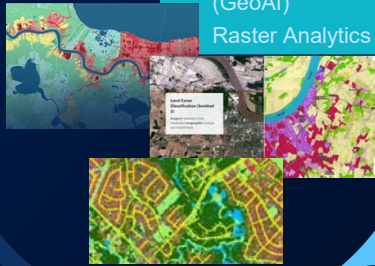 (GeoAI)
Raster Analytics
Land Cover
Classification (Sentinel
2)